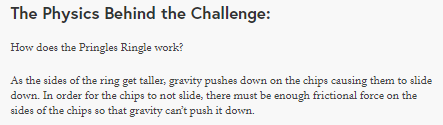 The Physics Behind the Challenge:
How does the Pringles Ringle work?
As the sides of the ring get taller, gravity pushes down on the chips causing them to slide
down. In order for the chips to not slide, there must be enough frictional force on the
sides of the chips so that gravity can't push it down.